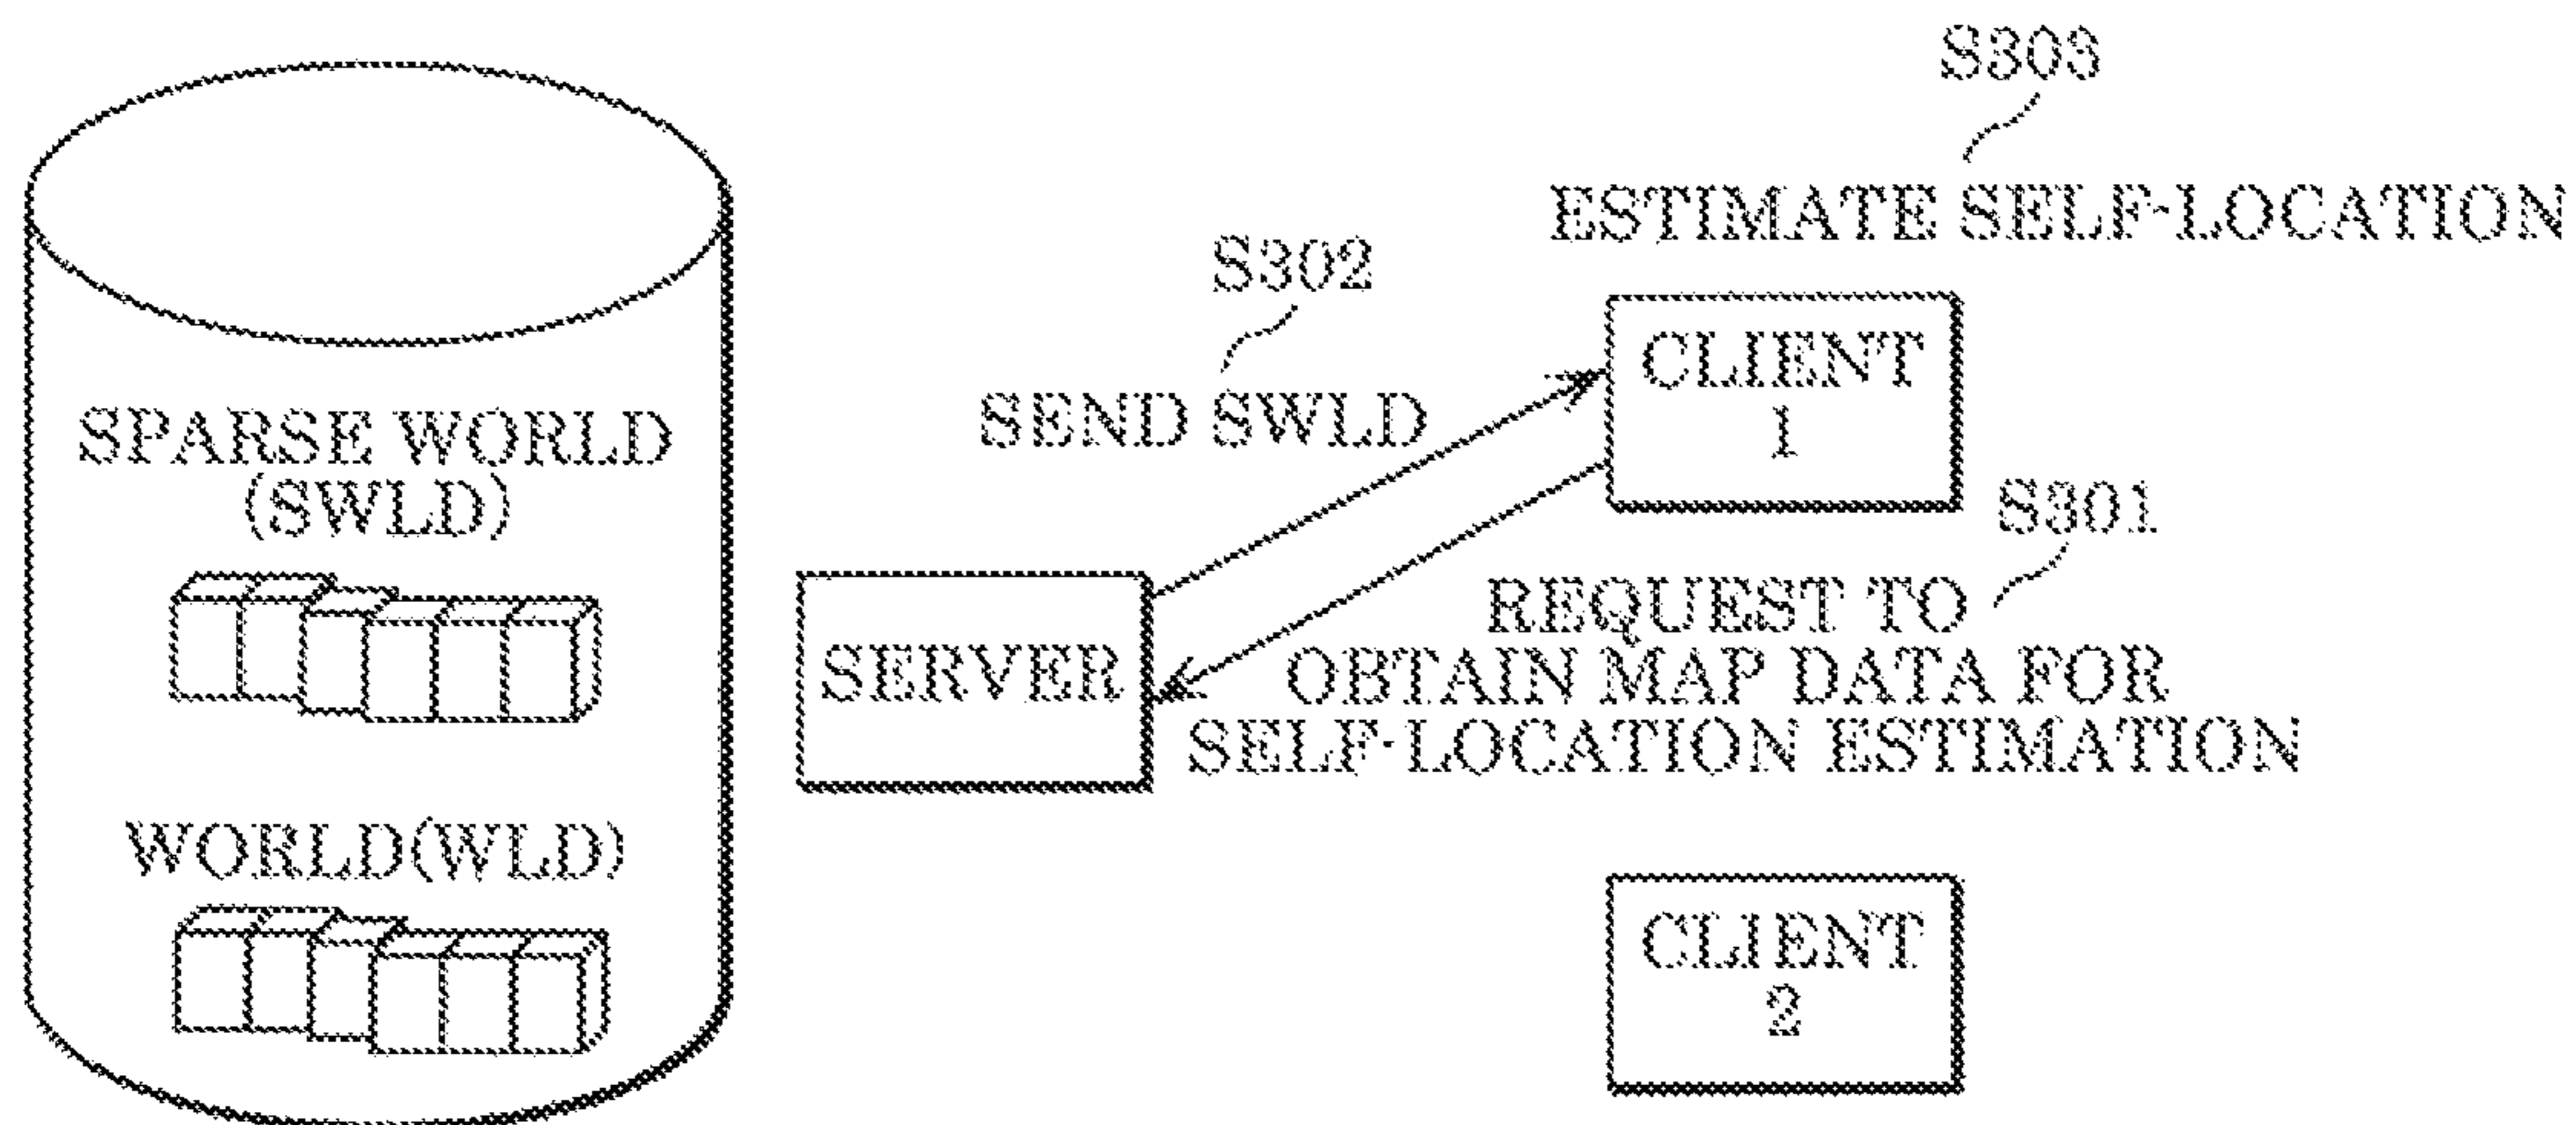 SPARSE WORLD
(SWLD)
WORLD(WLD)
SERVER
S302
SEND SWLD
S303
ESTIMATE SELF-LOCATION
CLIENT
1
S301
REQUEST TO
OBTAIN MAP DATA FOR
SELF-LOCATION ESTIMATION
CLIENT
2